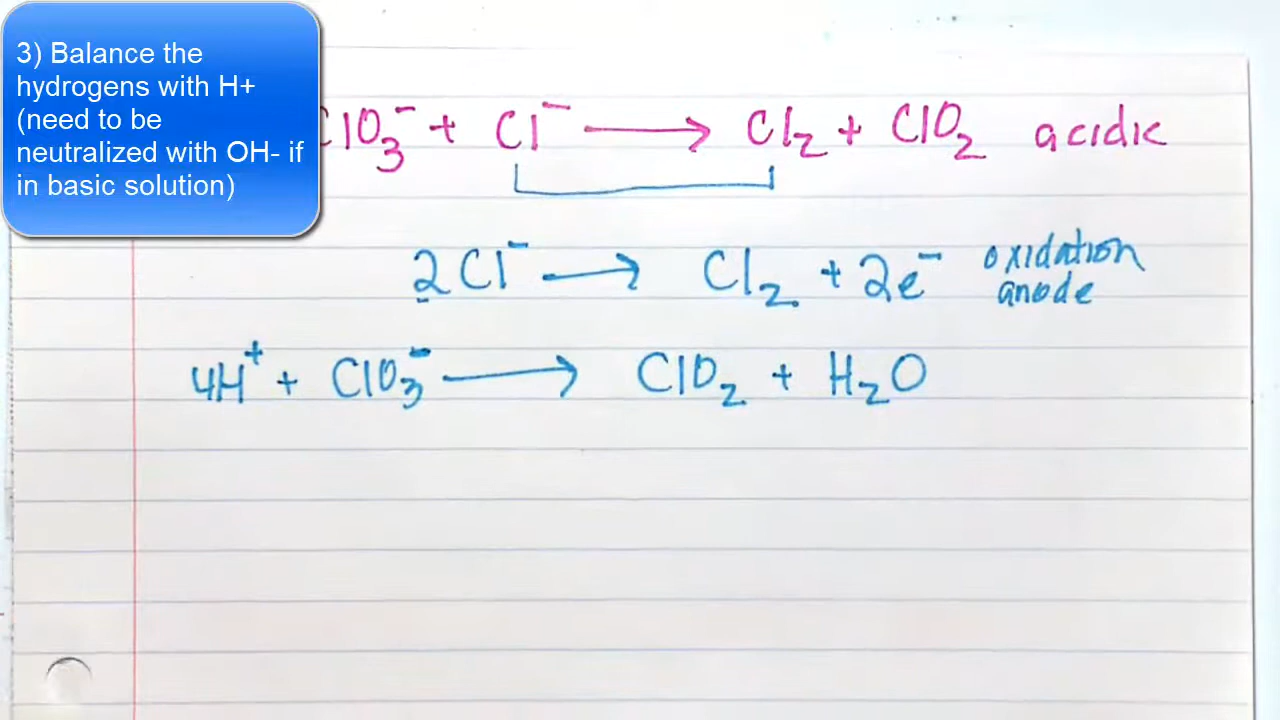 3) Balance the
hydrogens with H+
(need to be
neutralized with OH- if
in basic solution)
ClO₃⁻ + Cl⁻ ⟶ Cl₂ + ClO₂ acidic
2Cl⁻ ⟶ Cl₂ + 2e⁻ oxidation
anode
4H⁺ + ClO₃⁻ ⟶ ClO₂ + H₂O